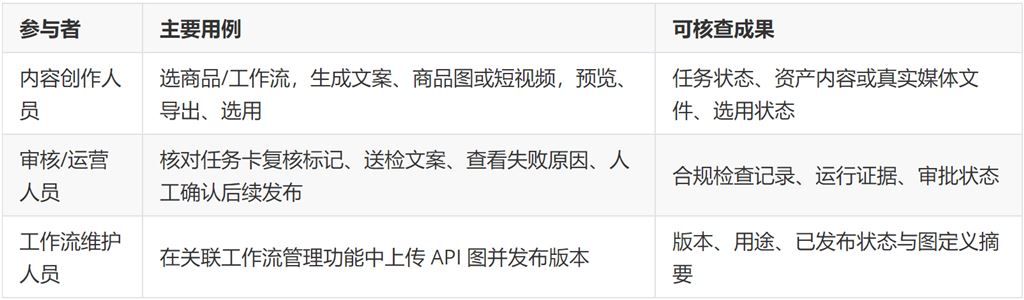 参与者 主要用例 可核查成果
内容创作人 选商品/工作流，生成文案、商品图或短视频，预览、 任务状态、资产内容或真实媒体文
员 导出、选用 件、选用状态
审核/运营 核对任务卡复核标记、送检文案、查看失败原因、人 合规检查记录、运行证据、审批状态
人员 工确认后续发布
工作流维护 在关联工作流管理功能中上传 API 图并发布版本 版本、用途、已发布状态与图定义摘
人员 要